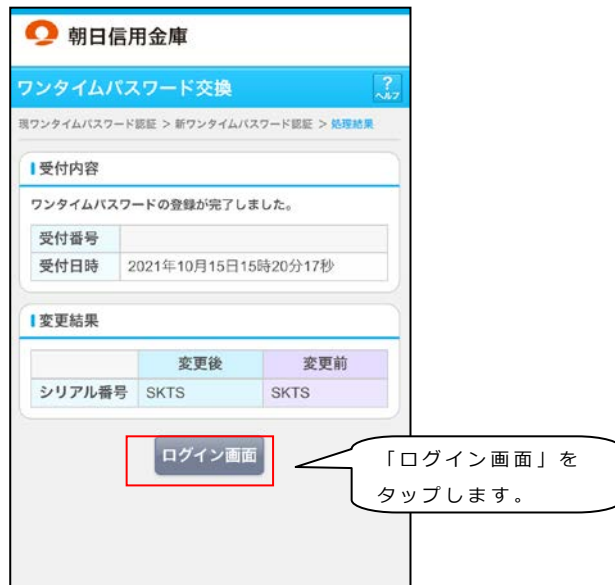 朝日信用金庫
ワンタイムパスワード交換
?
ヘルプ
現ワンタイムパスワード認証 > 新ワンタイムパスワード認証 > 処理結果
受付内容
ワンタイムパスワードの登録が完了しました。
受付番号
受付日時 2021年10月15日15時20分17秒
変更結果
変更後 変更前
シリアル番号 SKTS SKTS
ログイン画面
「ログイン画面」を
タップします。